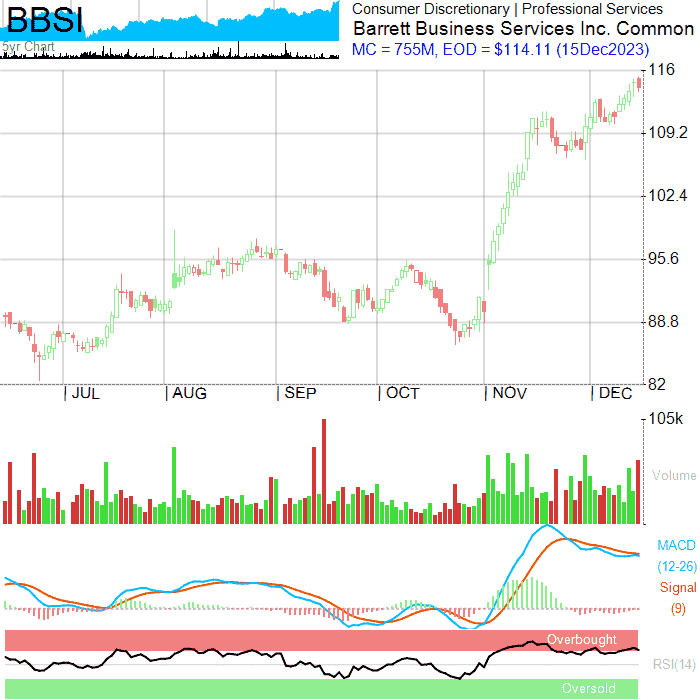 BBSI
5yr Chart
Consumer Discretionary | Professional Services
Barrett Business Services Inc. Common
MC = 755M, EOD = $114.11 (15Dec2023)
116
109.2
102.4
95.6
88.8
82
JUL AUG SEP OCT NOV DEC
105k
Volume
MACD
(12-26)
Signal
(9)
Overbought
RSI(14)
Oversold